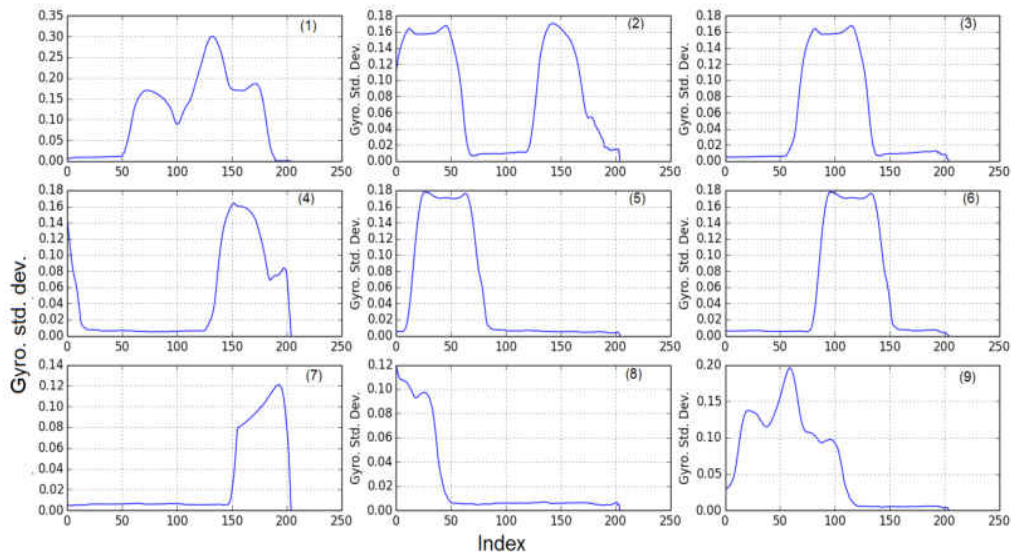 0.35 0.30 0.25 0.20 0.15 0.10 0.05 0.00
(1)
0 50 100 150 200 250
Gyro. Std. Dev.
0.18 0.16 0.14 0.12 0.10 0.08 0.06 0.04 0.02 0.00
(2)
0 50 100 150 200 250
Gyro. Std. Dev.
0.18 0.16 0.14 0.12 0.10 0.08 0.06 0.04 0.02 0.00
(3)
0 50 100 150 200 250
Gyro. std. dev.
0.18 0.16 0.14 0.12 0.10 0.08 0.06 0.04 0.02 0.00
(4)
0 50 100 150 200 250
Gyro. Std. Dev.
0.18 0.16 0.14 0.12 0.10 0.08 0.06 0.04 0.02 0.00
(5)
0 50 100 150 200 250
Gyro. Std. Dev.
0.18 0.16 0.14 0.12 0.10 0.08 0.06 0.04 0.02 0.00
(6)
0 50 100 150 200 250
0.14 0.12 0.10 0.08 0.06 0.04 0.02 0.00
(7)
0 50 100 150 200 250
Gyro. Std. Dev.
0.12 0.10 0.08 0.06 0.04 0.02 0.00
(8)
0 50 100 150 200 250
Gyro. Std. Dev.
0.20 0.15 0.10 0.05 0.00
(9)
0 50 100 150 200 250
Index